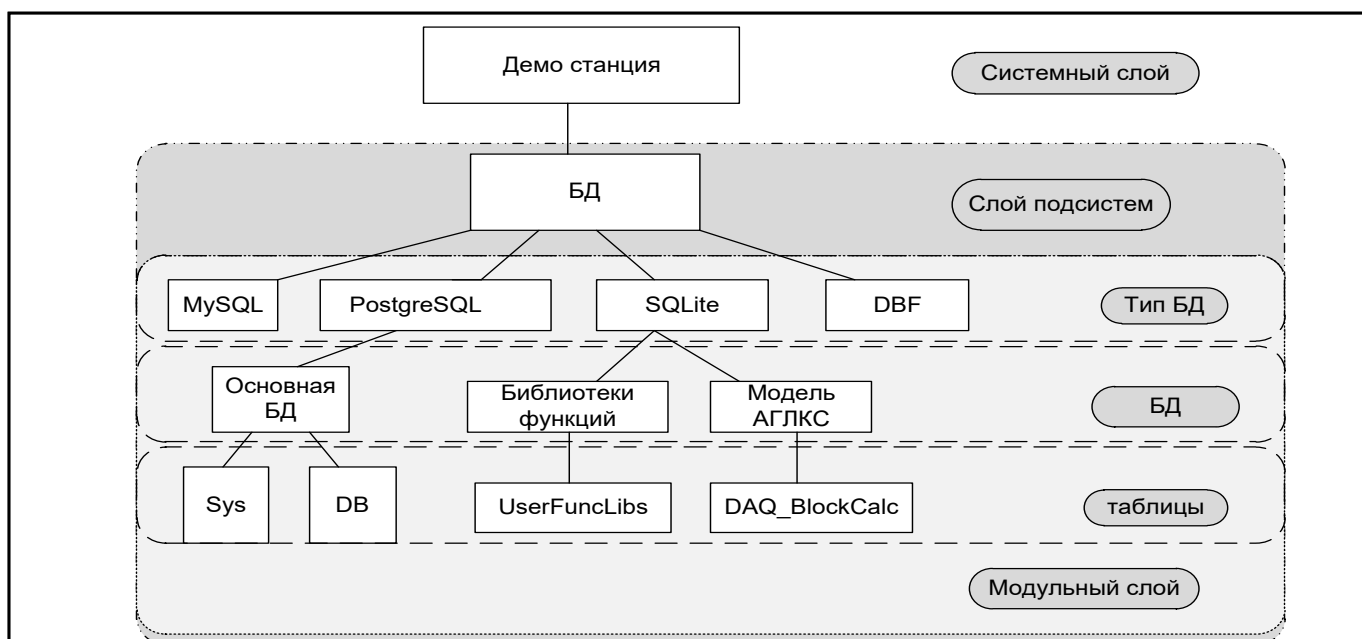 Демо станция
Системный слой
БД
Слой подсистем
MySQL
PostgreSQL
SQLite
DBF
Тип БД
Основная
БД
Библиотеки
функций
Модель
АГЛКС
БД
Sys
DB
UserFuncLibs
DAQ_BlockCalc
таблицы
Модульный слой